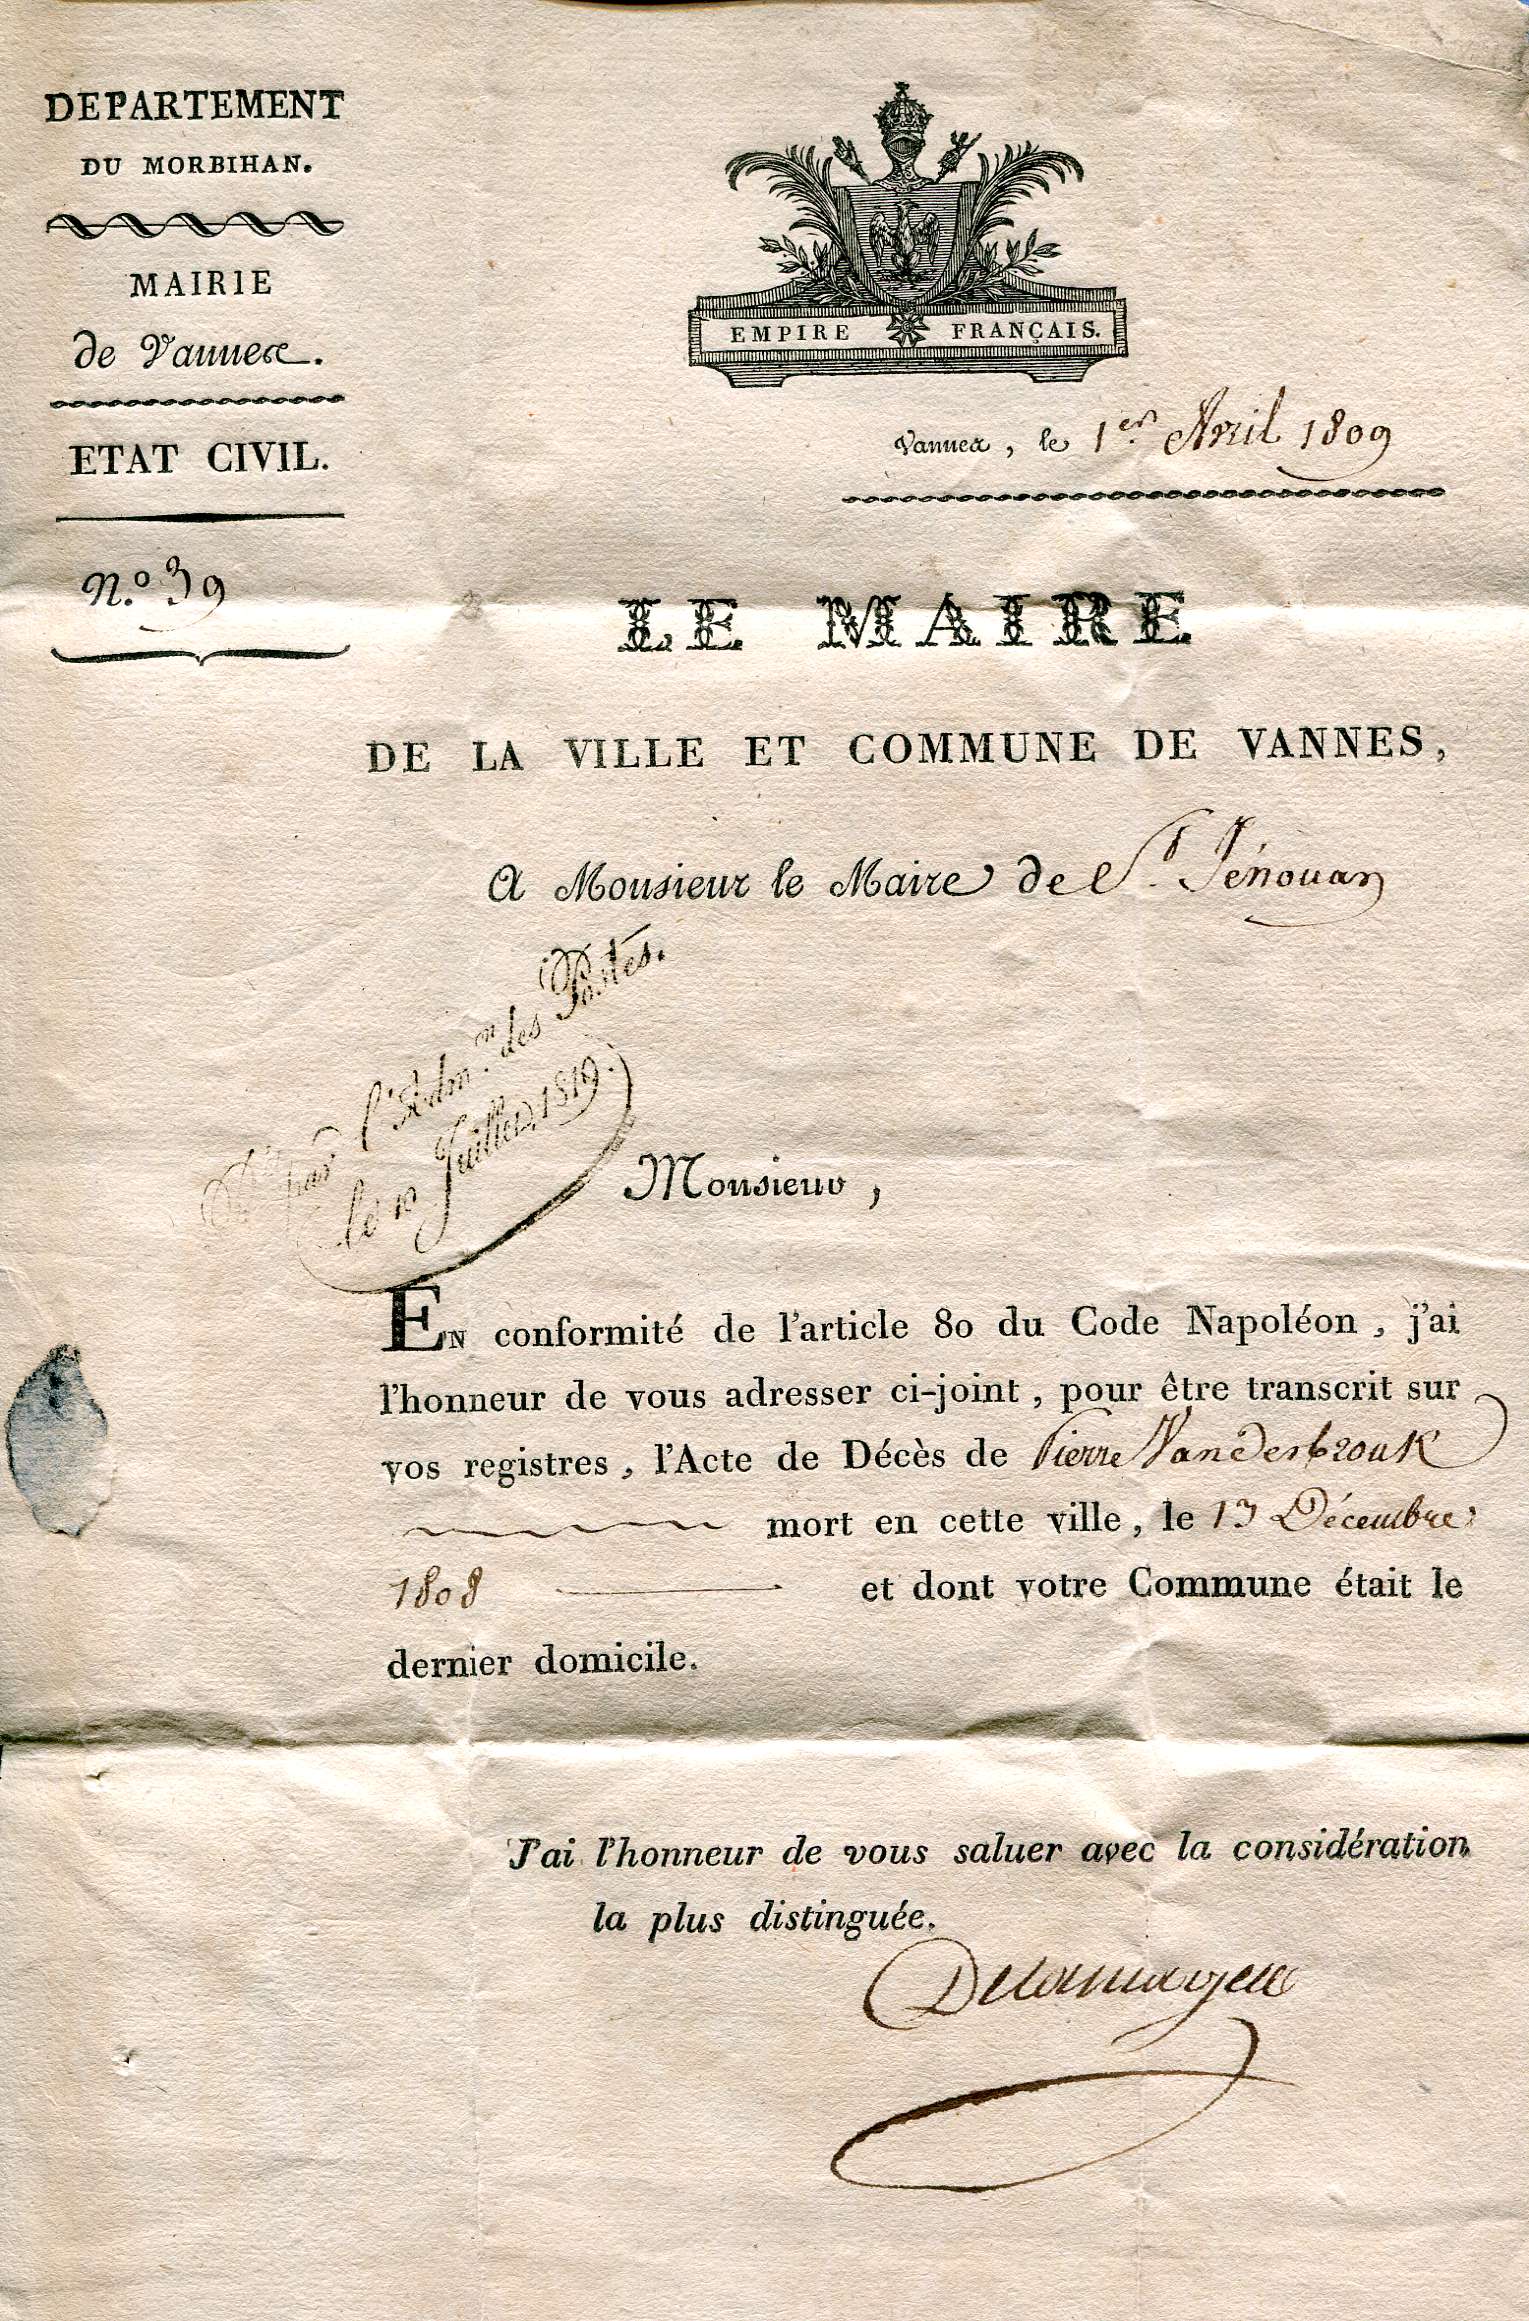 DEPARTEMENT
DU MORBIHAN.
MAIRIE
de Vannes.
ETAT CIVIL.
N.o 39
EMPIRE FRANÇAIS.
Vannes, le 1er. Avril 1809
LE MAIRE
DE LA VILLE ET COMMUNE DE VANNES,
A Monsieur le Maire de St. Jénouan
par l'Adm.n des Postes.
le 10 Juillet 1819.
Monsieur,
EN conformité de l'article 80 du Code Napoléon, j'ai
l'honneur de vous adresser ci-joint, pour être transcrit sur
vos registres, l'Acte de Décès de Pierre Vanderbrouk
mort en cette ville, le 13 Décembre
1808 et dont votre Commune était le
dernier domicile.
J'ai l'honneur de vous saluer avec la considération
la plus distinguée.